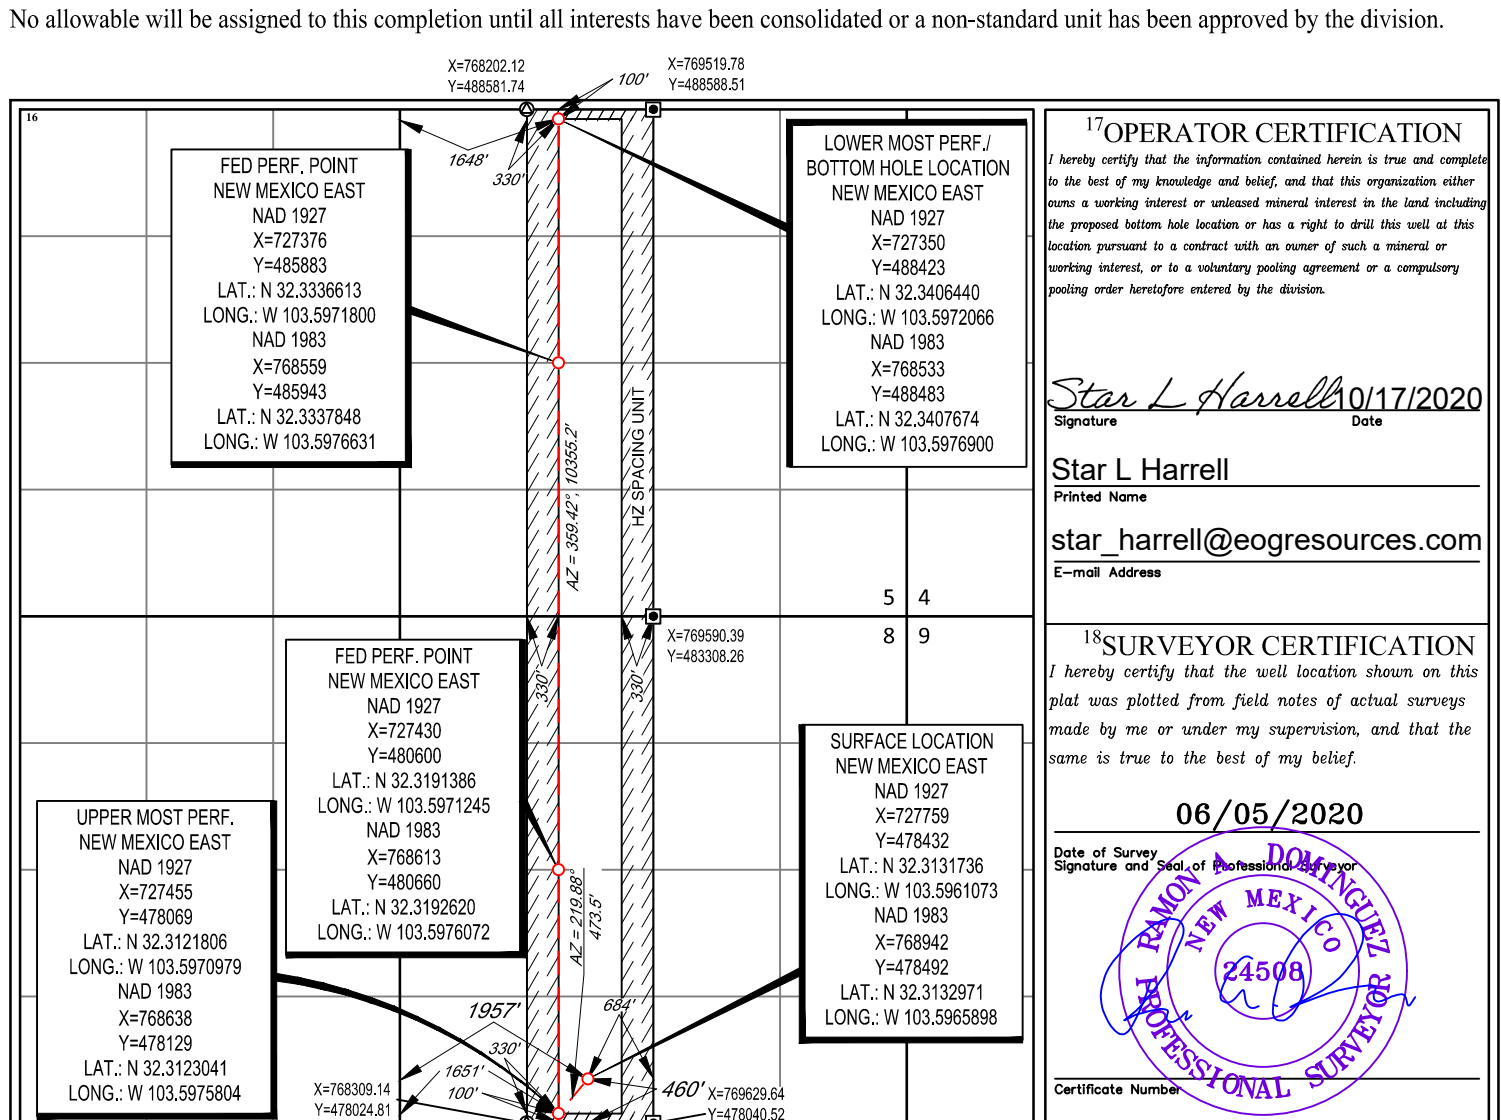 No allowable will be assigned to this completion until all interests have been consolidated or a non-standard unit has been approved by the division.
X=768202.12
Y=488581.74
100'
X=769519.78
Y=488588.51
16
1648'
330'
FED PERF. POINT
NEW MEXICO EAST
NAD 1927
X=727376
Y=485883
LAT.: N 32.3336613
LONG.: W 103.5971800
NAD 1983
X=768559
Y=485943
LAT.: N 32.3337848
LONG.: W 103.5976631
LOWER MOST PERF./
BOTTOM HOLE LOCATION
NEW MEXICO EAST
NAD 1927
X=727350
Y=488423
LAT.: N 32.3406440
LONG.: W 103.5972066
NAD 1983
X=768533
Y=488483
LAT.: N 32.3407674
LONG.: W 103.5976900
AZ = 359.42°, 10355.2'
HZ SPACING UNIT
5 4
8 9
X=769590.39
Y=483308.26
330'
330'
FED PERF. POINT
NEW MEXICO EAST
NAD 1927
X=727430
Y=480600
LAT.: N 32.3191386
LONG.: W 103.5971245
NAD 1983
X=768613
Y=480660
LAT.: N 32.3192620
LONG.: W 103.5976072
SURFACE LOCATION
NEW MEXICO EAST
NAD 1927
X=727759
Y=478432
LAT.: N 32.3131736
LONG.: W 103.5961073
NAD 1983
X=768942
Y=478492
LAT.: N 32.3132971
LONG.: W 103.5965898
UPPER MOST PERF.
NEW MEXICO EAST
NAD 1927
X=727455
Y=478069
LAT.: N 32.3121806
LONG.: W 103.5970979
NAD 1983
X=768638
Y=478129
LAT.: N 32.3123041
LONG.: W 103.5975804
AZ = 219.88°
473.5'
1957'
684'
330'
1651'
100'
460'
X=768309.14
Y=478024.81
X=769629.64
Y=478040.52
17OPERATOR CERTIFICATION
I hereby certify that the information contained herein is true and complete
to the best of my knowledge and belief, and that this organization either
owns a working interest or unleased mineral interest in the land including
the proposed bottom hole location or has a right to drill this well at this
location pursuant to a contract with an owner of such a mineral or
working interest, or to a voluntary pooling agreement or a compulsory
pooling order heretofore entered by the division.
Star L Harrell 10/17/2020
Signature Date
Star L Harrell
Printed Name
star_harrell@eogresources.com
E-mail Address
18SURVEYOR CERTIFICATION
I hereby certify that the well location shown on this
plat was plotted from field notes of actual surveys
made by me or under my supervision, and that the
same is true to the best of my belief.
06/05/2020
Date of Survey
Signature and Seal of Professional Surveyor
RAMON A. DOMINGUEZ
NEW MEXICO
24508
PROFESSIONAL SURVEYOR
Certificate Number